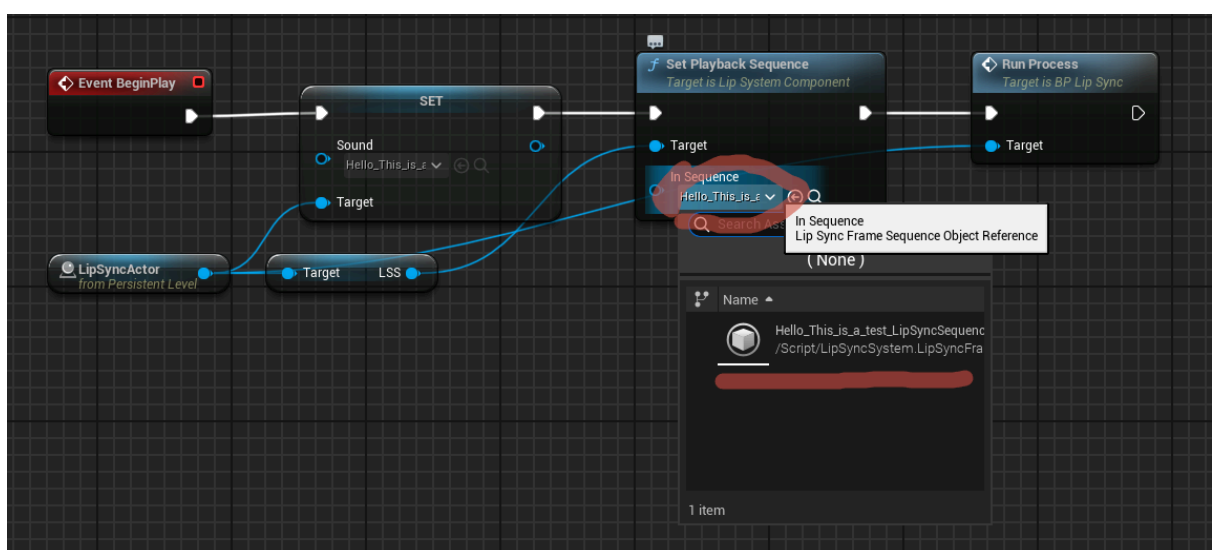 Event BeginPlay
SET
Sound
Hello_This_is_a
Target
Set Playback Sequence
Target is Lip System Component
Target
In Sequence
Hello_This_is_a
Search Ass
In Sequence
Lip Sync Frame Sequence Object Reference
( None )
Name
Hello_This_is_a_test_LipSyncSequenc
/Script/LipSyncSystem.LipSyncFra
1 item
Run Process
Target is BP Lip Sync
Target
LipSyncActor
from Persistent Level
Target LSS